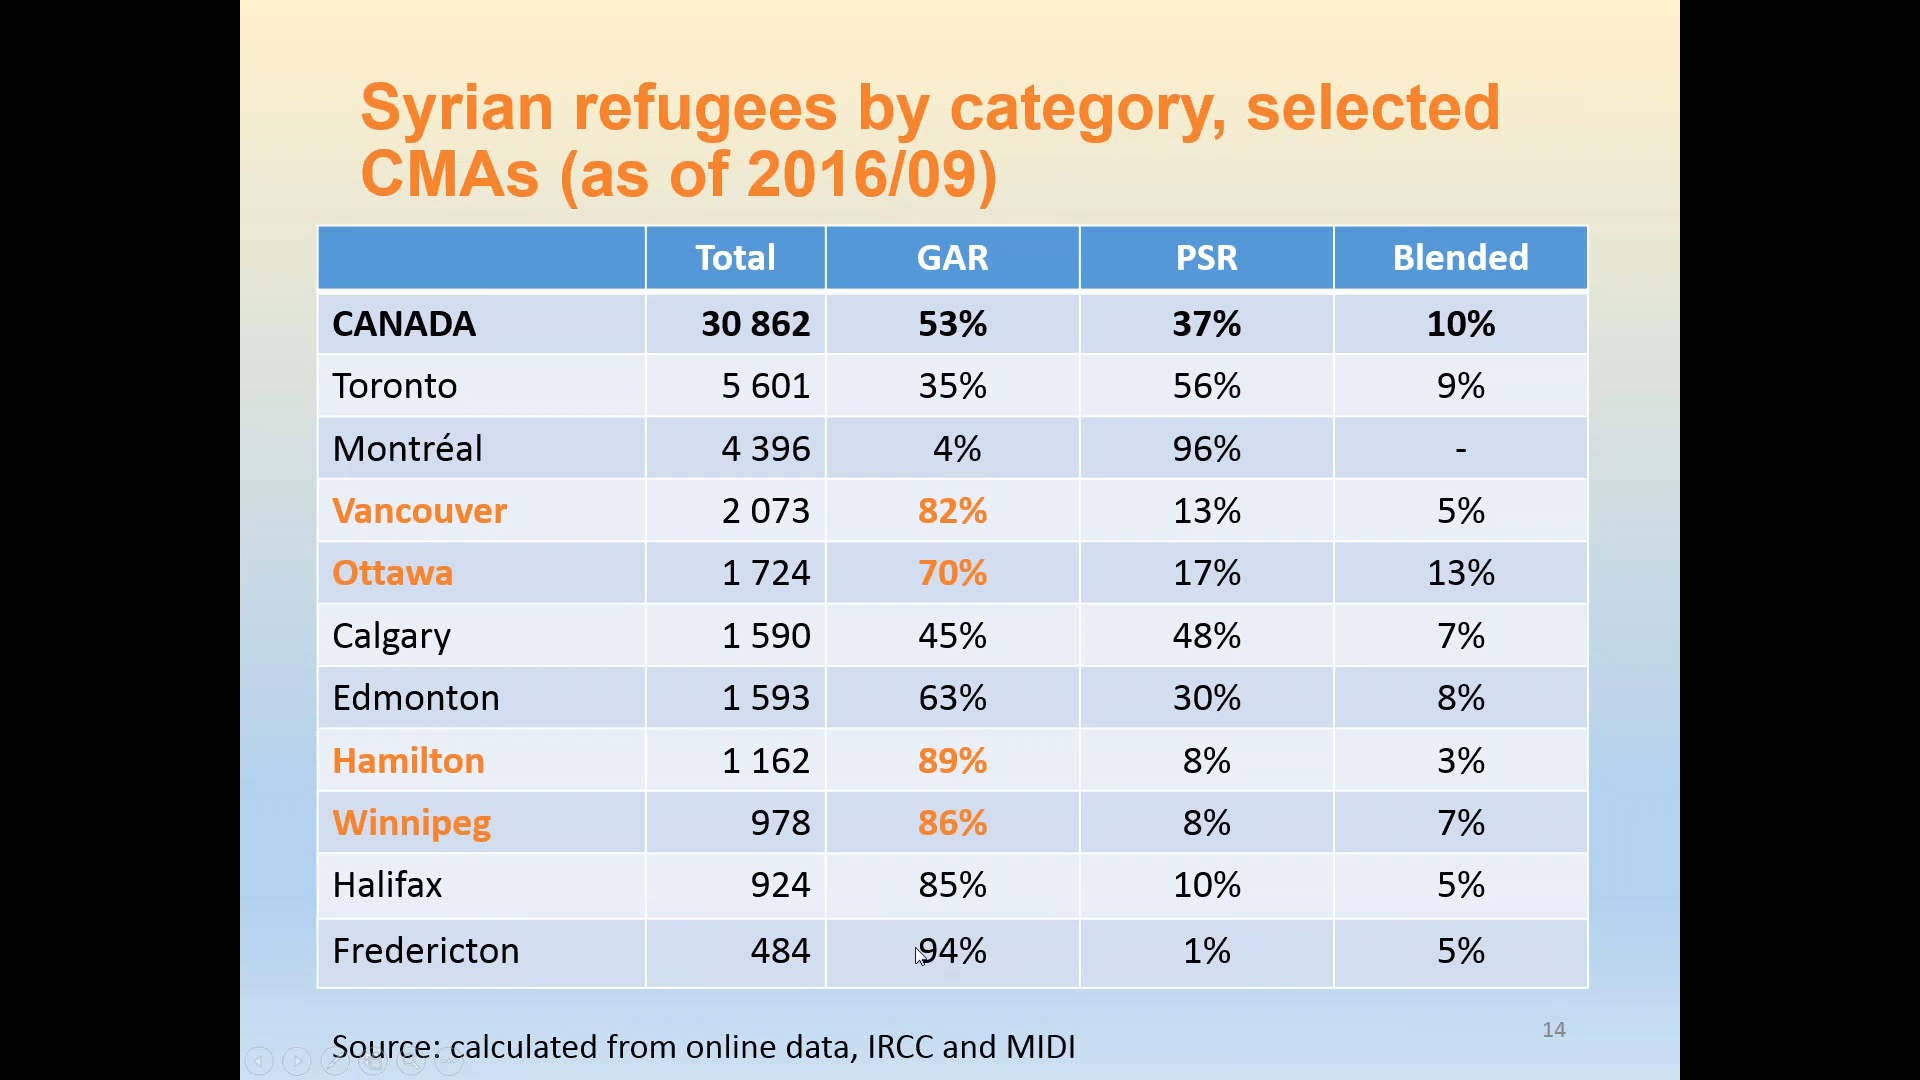 Syrian refugees by category, selected
CMAs (as of 2016/09)
Total GAR PSR Blended
CANADA 30 862 53% 37% 10%
Toronto 5 601 35% 56% 9%
Montréal 4 396 4% 96% -
Vancouver 2 073 82% 13% 5%
Ottawa 1 724 70% 17% 13%
Calgary 1 590 45% 48% 7%
Edmonton 1 593 63% 30% 8%
Hamilton 1 162 89% 8% 3%
Winnipeg 978 86% 8% 7%
Halifax 924 85% 10% 5%
Fredericton 484 94% 1% 5%
14
Source: calculated from online data, IRCC and MIDI